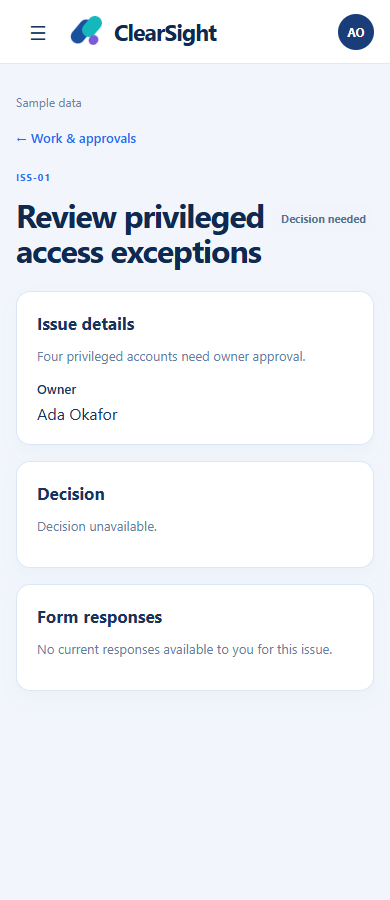 ☰ ClearSight AO
Sample data
← Work & approvals
ISS-01
Review privileged
access exceptions
Decision needed
Issue details
Four privileged accounts need owner approval.
Owner
Ada Okafor
Decision
Decision unavailable.
Form responses
No current responses available to you for this issue.